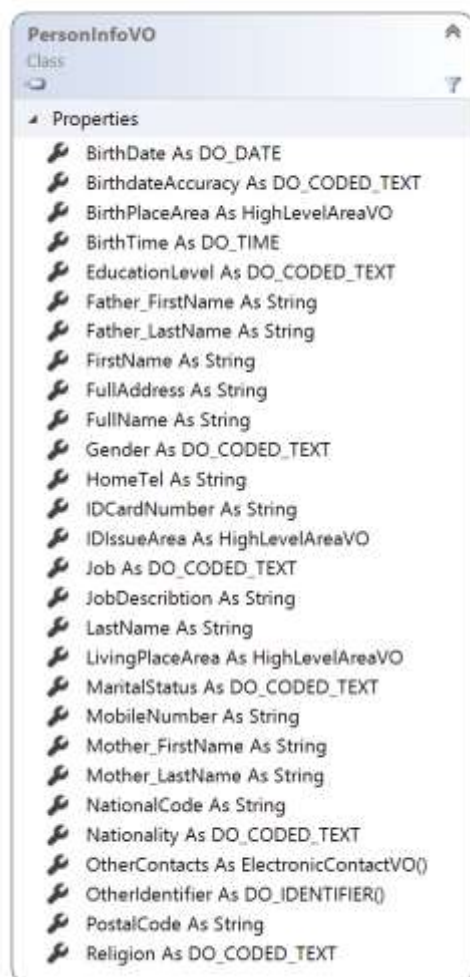 PersonInfoVO
Class
Properties
BirthDate As DO_DATE
BirthdateAccuracy As DO_CODED_TEXT
BirthPlaceArea As HighLevelAreaVO
BirthTime As DO_TIME
EducationLevel As DO_CODED_TEXT
Father_FirstName As String
Father_LastName As String
FirstName As String
FullAddress As String
FullName As String
Gender As DO_CODED_TEXT
HomeTel As String
IDCardNumber As String
IDIssueArea As HighLevelAreaVO
Job As DO_CODED_TEXT
JobDescribtion As String
LastName As String
LivingPlaceArea As HighLevelAreaVO
MaritalStatus As DO_CODED_TEXT
MobileNumber As String
Mother_FirstName As String
Mother_LastName As String
NationalCode As String
Nationality As DO_CODED_TEXT
OtherContacts As ElectronicContactVO()
OtherIdentifier As DO_IDENTIFIER()
PostalCode As String
Religion As DO_CODED_TEXT